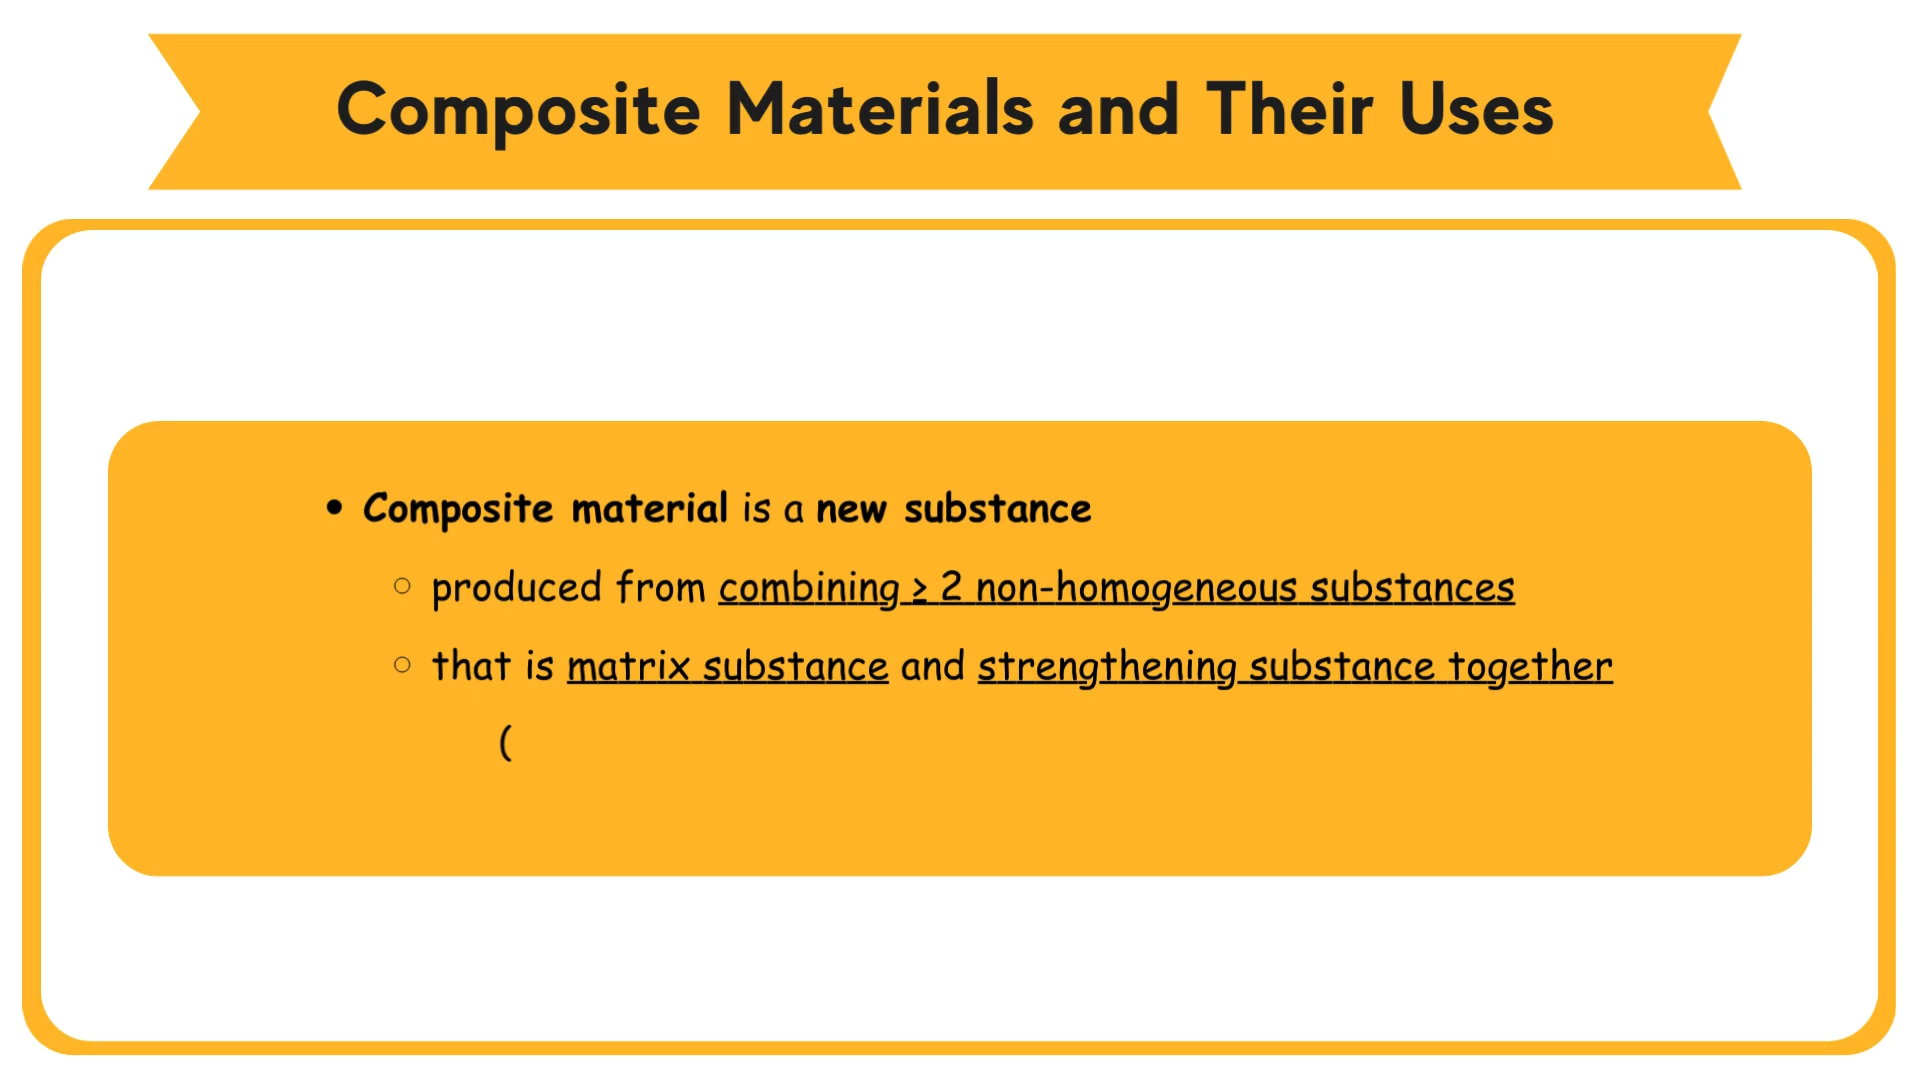 Composite Materials and Their Uses
• Composite material is a new substance
○ produced from combining ≥ 2 non-homogeneous substances
○ that is matrix substance and strengthening substance together
(